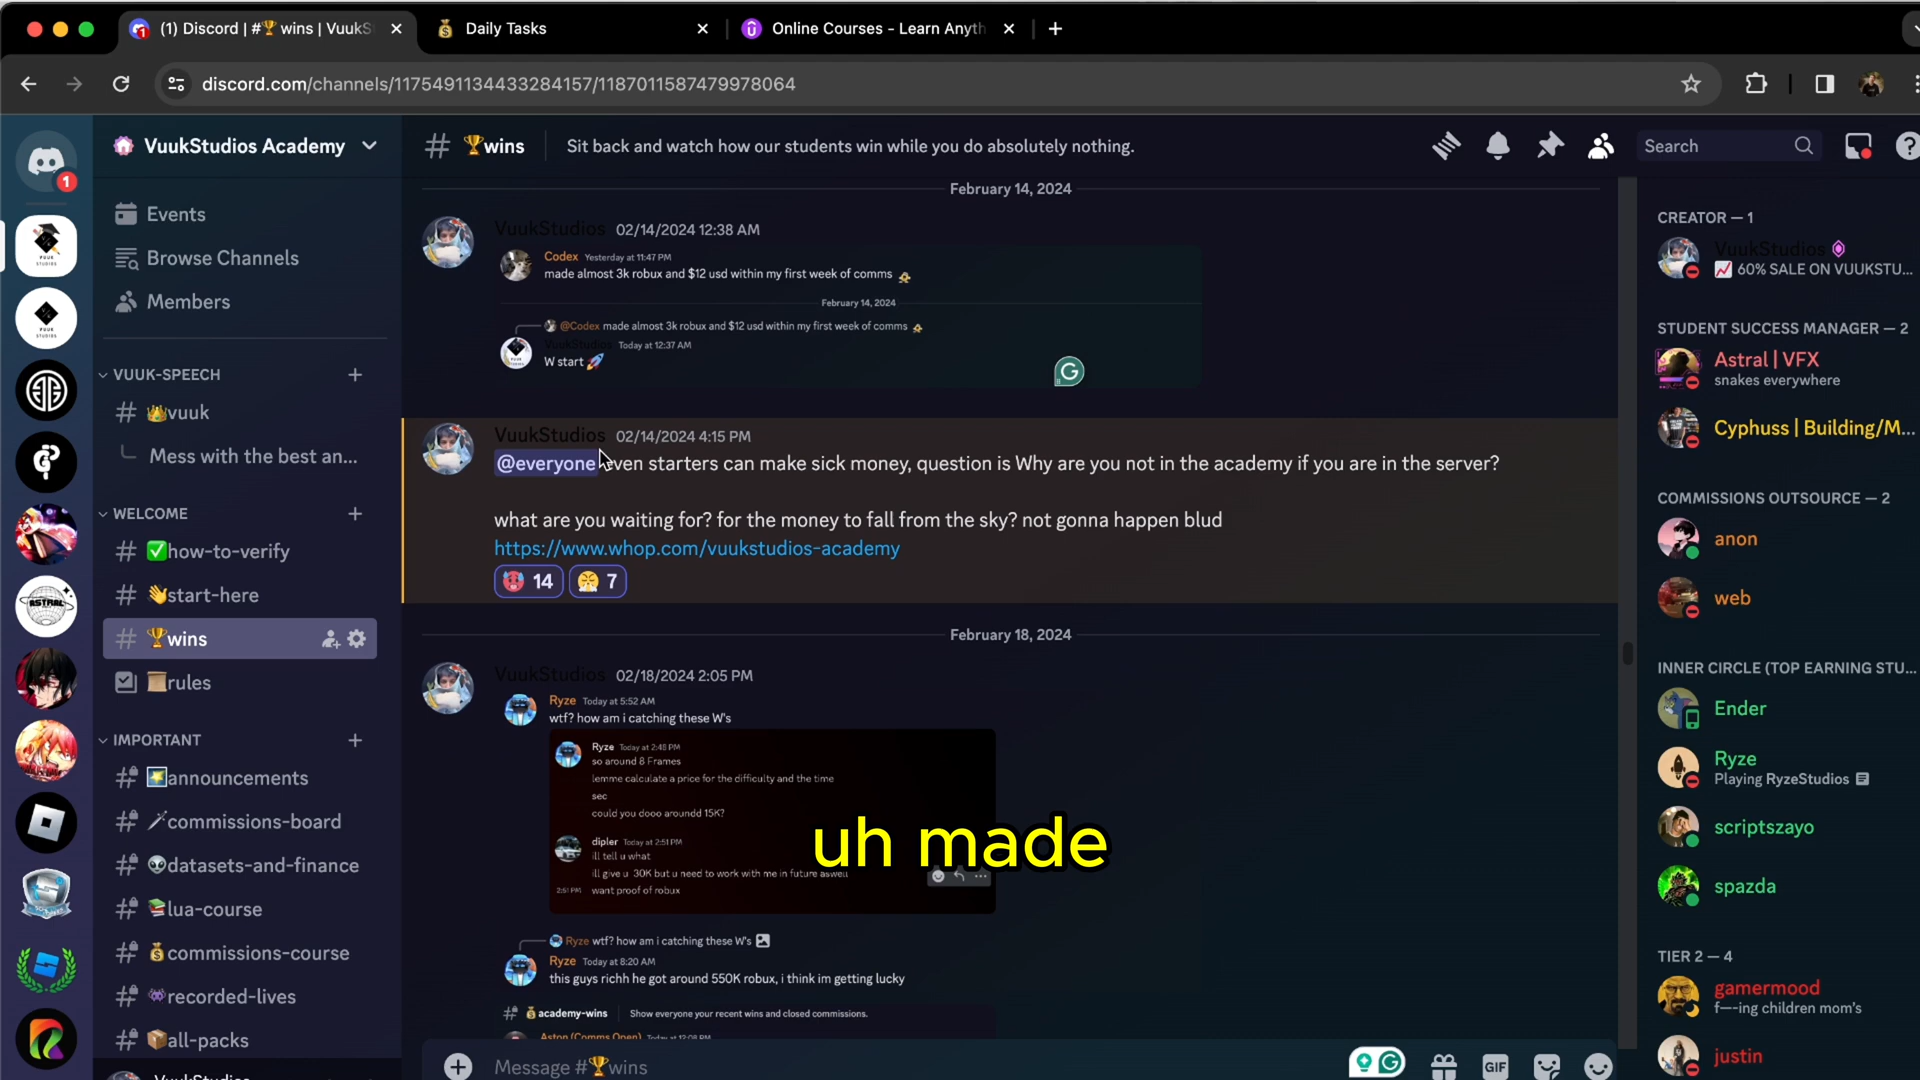 (1) Discord | #🏆 wins | VuukS
Daily Tasks
Online Courses - Learn Anyth
discord.com/channels/1175491134433284157/1187011587479978064
VuukStudios Academy
Events
Browse Channels
Members
VUUK-SPEECH
👑vuuk
Mess with the best an...
WELCOME
✅how-to-verify
👋start-here
🏆wins
📜rules
IMPORTANT
announcements
commissions-board
👽datasets-and-finance
📚lua-course
💰commissions-course
👾recorded-lives
📦all-packs
VuukStudios
# 🏆wins
Sit back and watch how our students win while you do absolutely nothing.
Search
February 14, 2024
VuukStudios 02/14/2024 12:38 AM
Codex Yesterday at 11:47 PM
made almost 3k robux and $12 usd within my first week of comms
February 14, 2024
@Codex made almost 3k robux and $12 usd within my first week of comms
VuukStudios Today at 12:37 AM
W start 🚀
VuukStudios 02/14/2024 4:15 PM
@everyone even starters can make sick money, question is Why are you not in the academy if you are in the server?
what are you waiting for? for the money to fall from the sky? not gonna happen blud
https://www.whop.com/vuukstudios-academy
14
7
February 18, 2024
VuukStudios 02/18/2024 2:05 PM
Ryze Today at 5:52 AM
wtf? how am i catching these W's
Ryze Today at 2:48 PM
so around 8 Frames
lemme calculate a price for the difficulty and the time
sec
could you dooo aroundd 15K?
dipler Today at 2:51 PM
ill tell u what
ill give u 30K but u need to work with me in future aswell
2:51 PM want proof of robux
uh made
Ryze wtf? how am i catching these W's
Ryze Today at 8:20 AM
this guys richh he got around 550K robux, i think im getting lucky
💰academy-wins Show everyone your recent wins and closed commissions.
Aston (Comms Open) Today at 12:08 PM
Message #🏆wins
GIF
CREATOR — 1
VuukStudios
📈 60% SALE ON VUUKSTU...
STUDENT SUCCESS MANAGER — 2
Astral | VFX
snakes everywhere
Cyphuss | Building/M...
COMMISSIONS OUTSOURCE — 2
anon
web
INNER CIRCLE (TOP EARNING STU...
Ender
Ryze
Playing RyzeStudios
scriptszayo
spazda
TIER 2 — 4
gamermood
f—-ing children mom's
justin